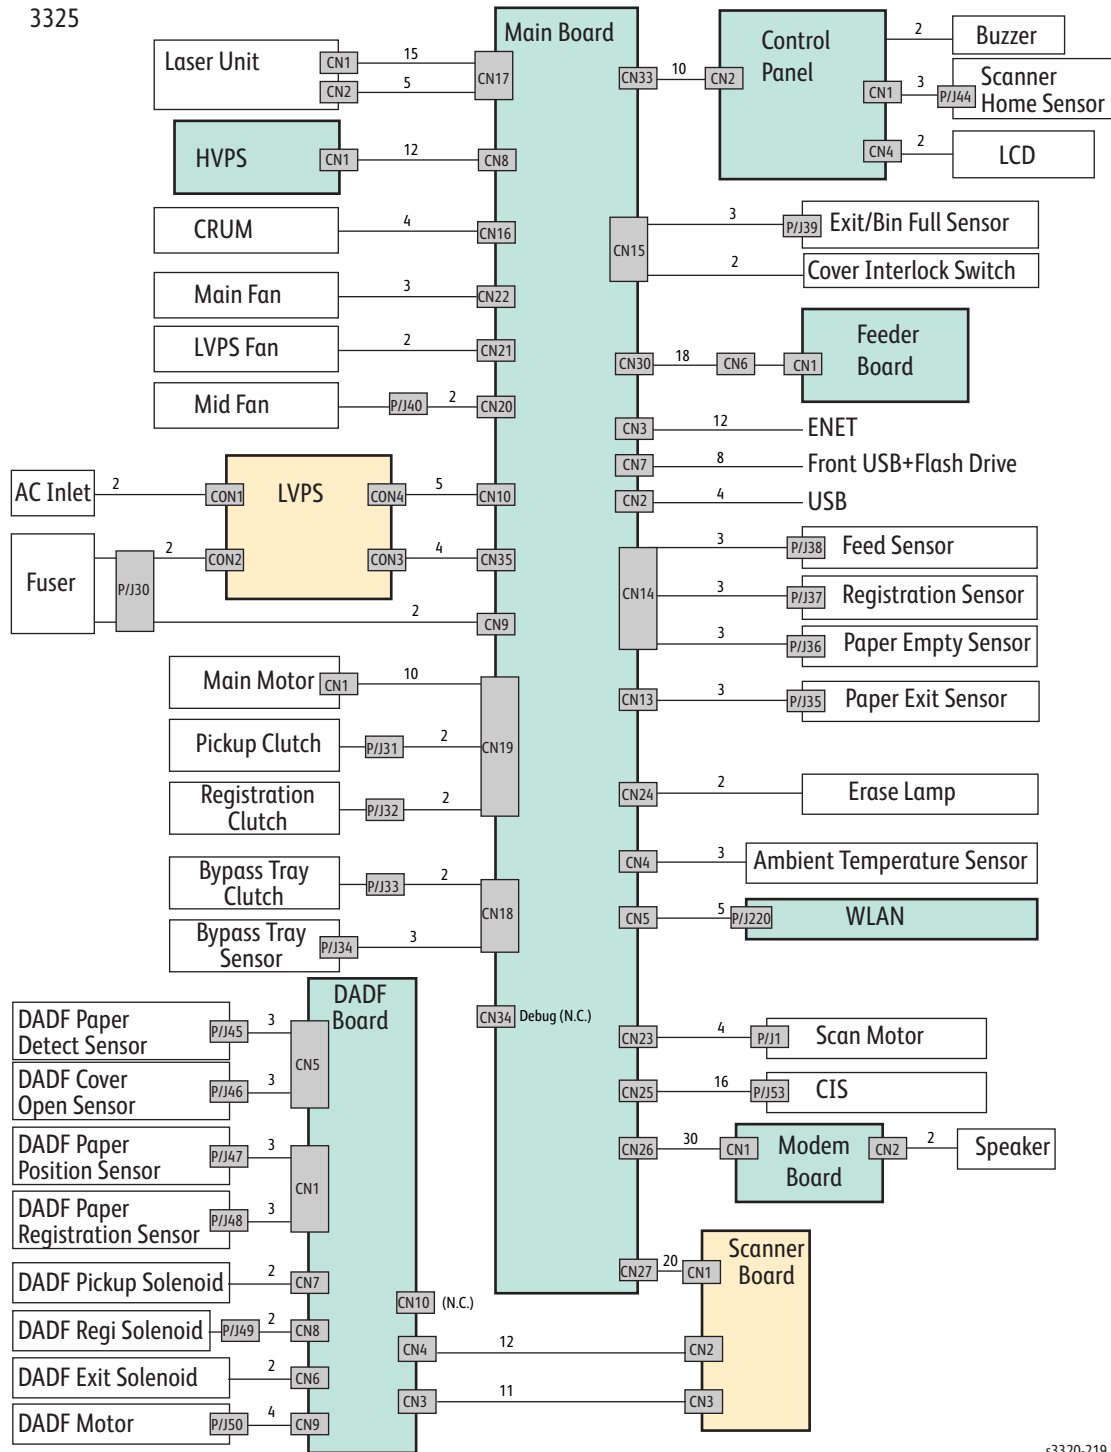 3325
Main Board
Laser Unit
CN1
15
CN2
5
CN17
HVPS
CN1
12
CN8
CRUM
4
CN16
Main Fan
3
CN22
LVPS Fan
2
CN21
Mid Fan
P/J40
2
CN20
AC Inlet
2
CON1
LVPS
CON4
5
CN10
Fuser
P/J30
2
CON2
CON3
4
CN35
2
CN9
Main Motor
CN1
10
CN19
Pickup Clutch
P/J31
2
Registration
Clutch
P/J32
2
Bypass Tray
Clutch
P/J33
2
CN18
Bypass Tray
Sensor
P/J34
3
CN34
Debug (N.C.)
CN33
10
CN2
Control
Panel
2
Buzzer
CN1
3
P/J44
Scanner
Home Sensor
CN4
2
LCD
CN15
3
P/J39
Exit/Bin Full Sensor
2
Cover Interlock Switch
CN30
18
CN6
CN1
Feeder
Board
CN3
12
ENET
CN7
8
Front USB+Flash Drive
CN2
4
USB
CN14
3
P/J38
Feed Sensor
3
P/J37
Registration Sensor
3
P/J36
Paper Empty Sensor
CN13
3
P/J35
Paper Exit Sensor
CN24
2
Erase Lamp
CN4
3
Ambient Temperature Sensor
CN5
5
P/J220
WLAN
CN23
4
P/J1
Scan Motor
CN25
16
P/J53
CIS
CN26
30
CN1
Modem
Board
CN2
2
Speaker
CN27
20
CN1
Scanner
Board
DADF
Board
DADF Paper
Detect Sensor
P/J45
3
CN5
DADF Cover
Open Sensor
P/J46
3
DADF Paper
Position Sensor
P/J47
3
CN1
DADF Paper
Registration Sensor
P/J48
3
DADF Pickup Solenoid
2
CN7
CN10
(N.C.)
DADF Regi Solenoid
P/J49
2
CN8
CN4
12
CN2
DADF Exit Solenoid
2
CN6
CN3
11
CN3
DADF Motor
P/J50
4
CN9
s3320-219